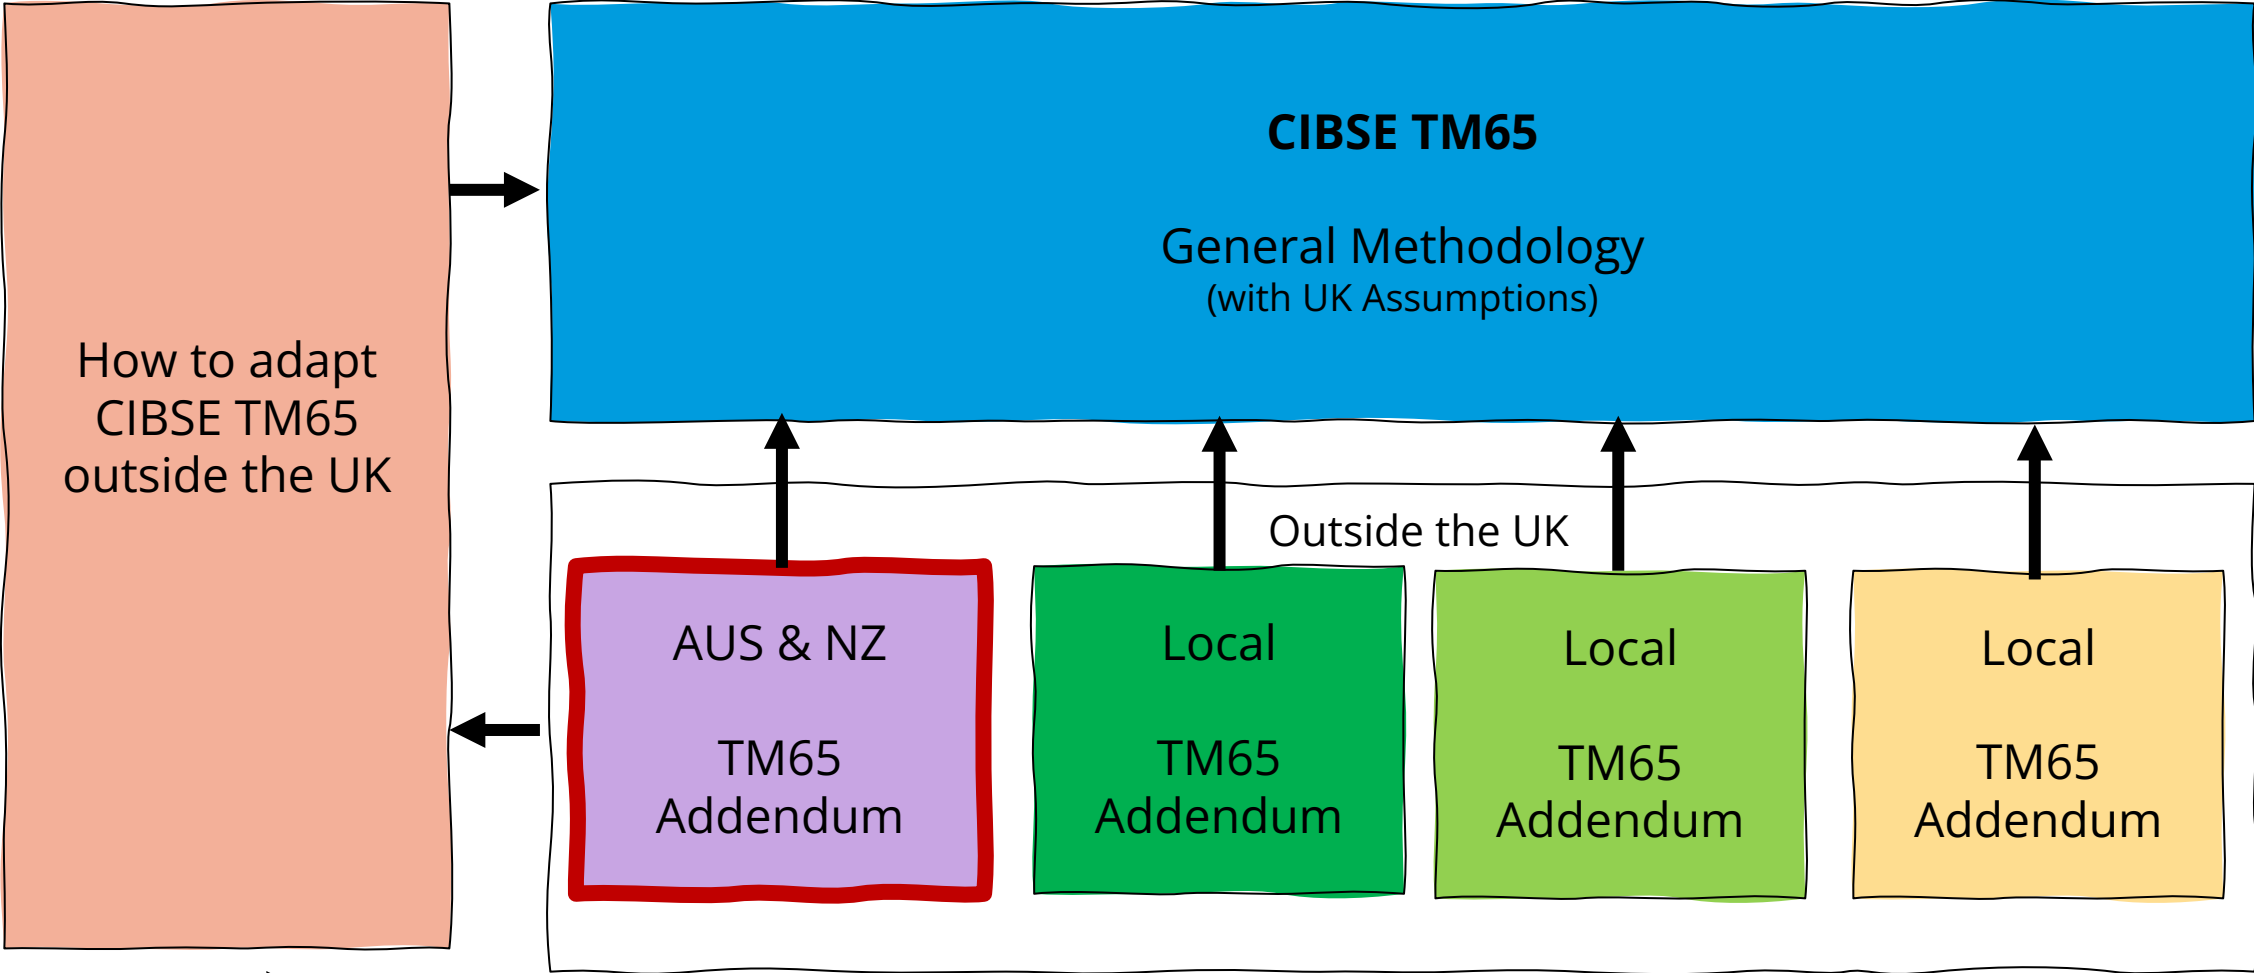 How to adapt
CIBSE TM65
outside the UK
CIBSE TM65
General Methodology
(with UK Assumptions)
Outside the UK
AUS & NZ
TM65
Addendum
Local
TM65
Addendum
Local
TM65
Addendum
Local
TM65
Addendum